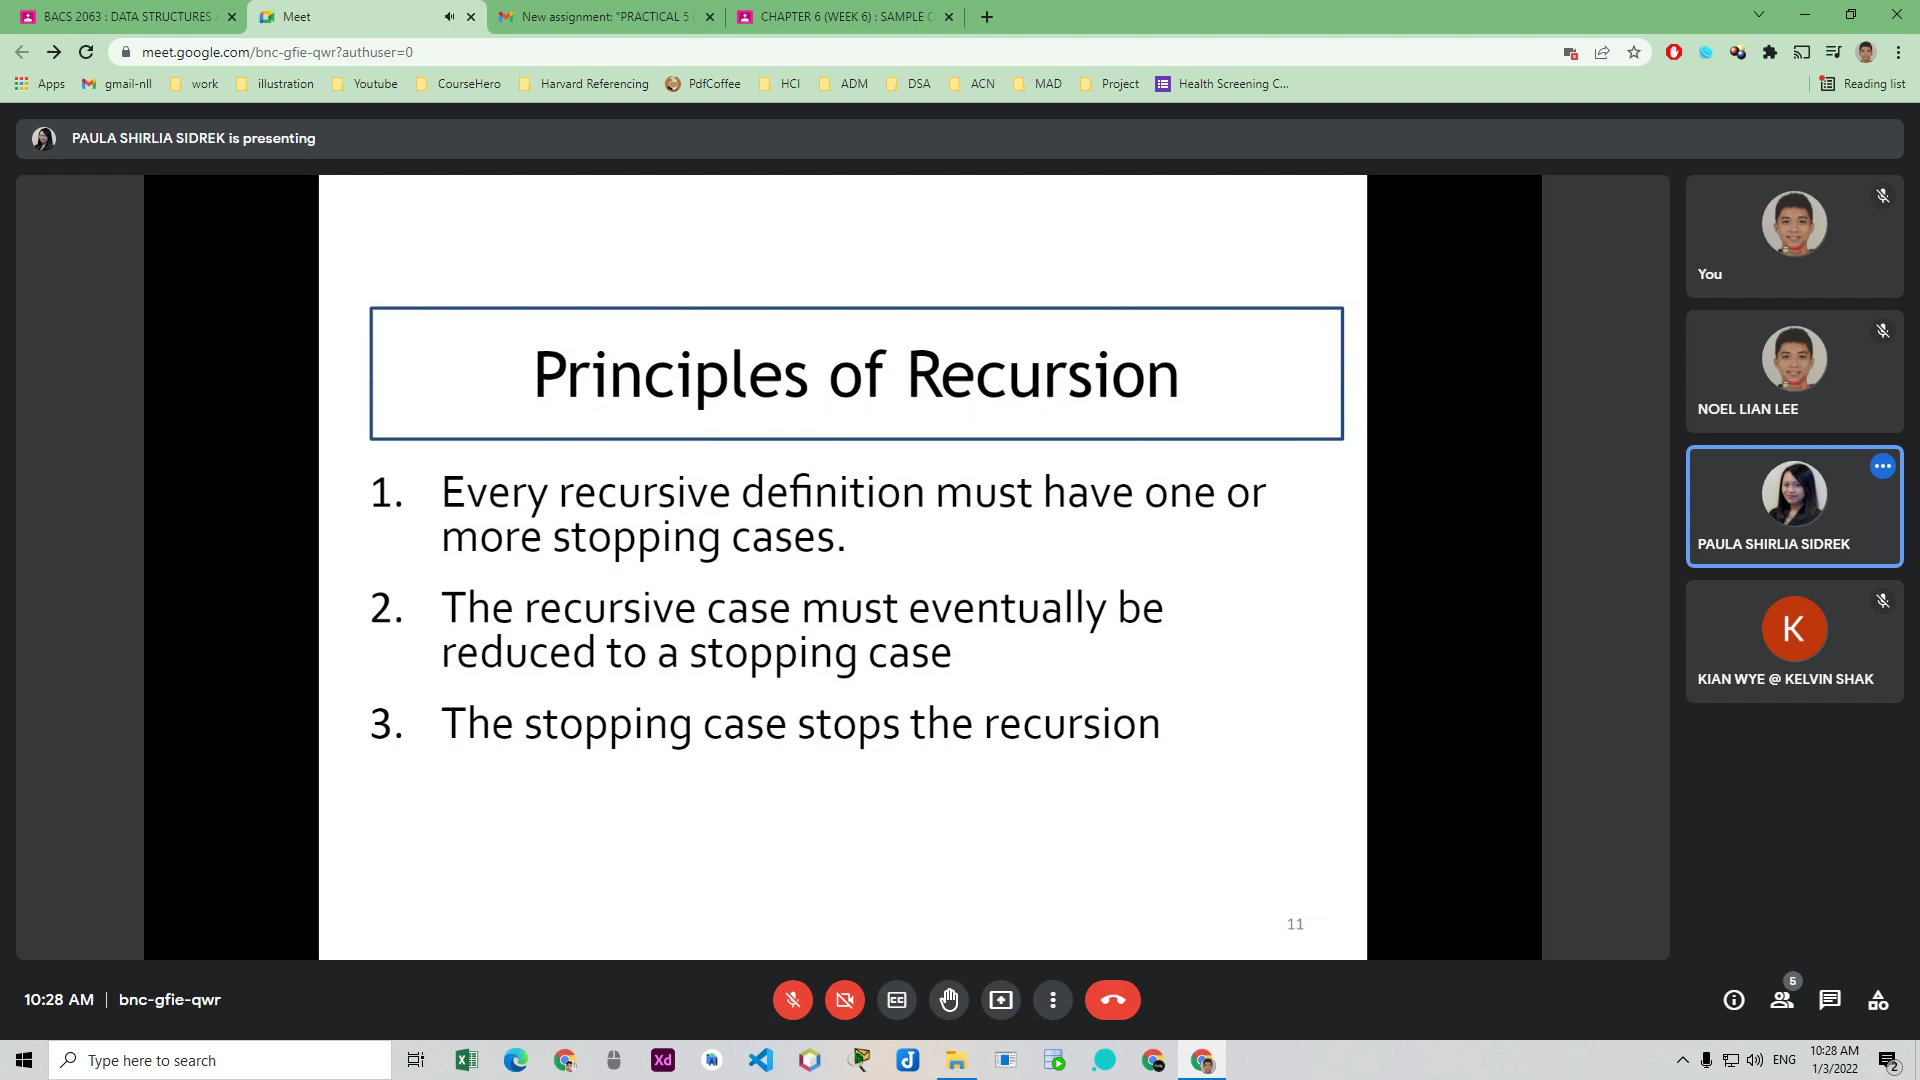 BACS 2063 : DATA STRUCTURES
Meet
New assignment: "PRACTICAL 5
CHAPTER 6 (WEEK 6) : SAMPLE
meet.google.com/bnc-gfie-qwr?authuser=0
Apps
gmail-nll
work
illustration
Youtube
CourseHero
Harvard Referencing
PdfCoffee
HCI
ADM
DSA
ACN
MAD
Project
Health Screening C...
Reading list
PAULA SHIRLIA SIDREK is presenting
Principles of Recursion
1. Every recursive definition must have one or
more stopping cases.
2. The recursive case must eventually be
reduced to a stopping case
3. The stopping case stops the recursion
11
You
NOEL LIAN LEE
PAULA SHIRLIA SIDREK
K
KIAN WYE @ KELVIN SHAK
10:28 AM | bnc-gfie-qwr
5
Type here to search
Xd
ENG
10:28 AM
1/3/2022
2